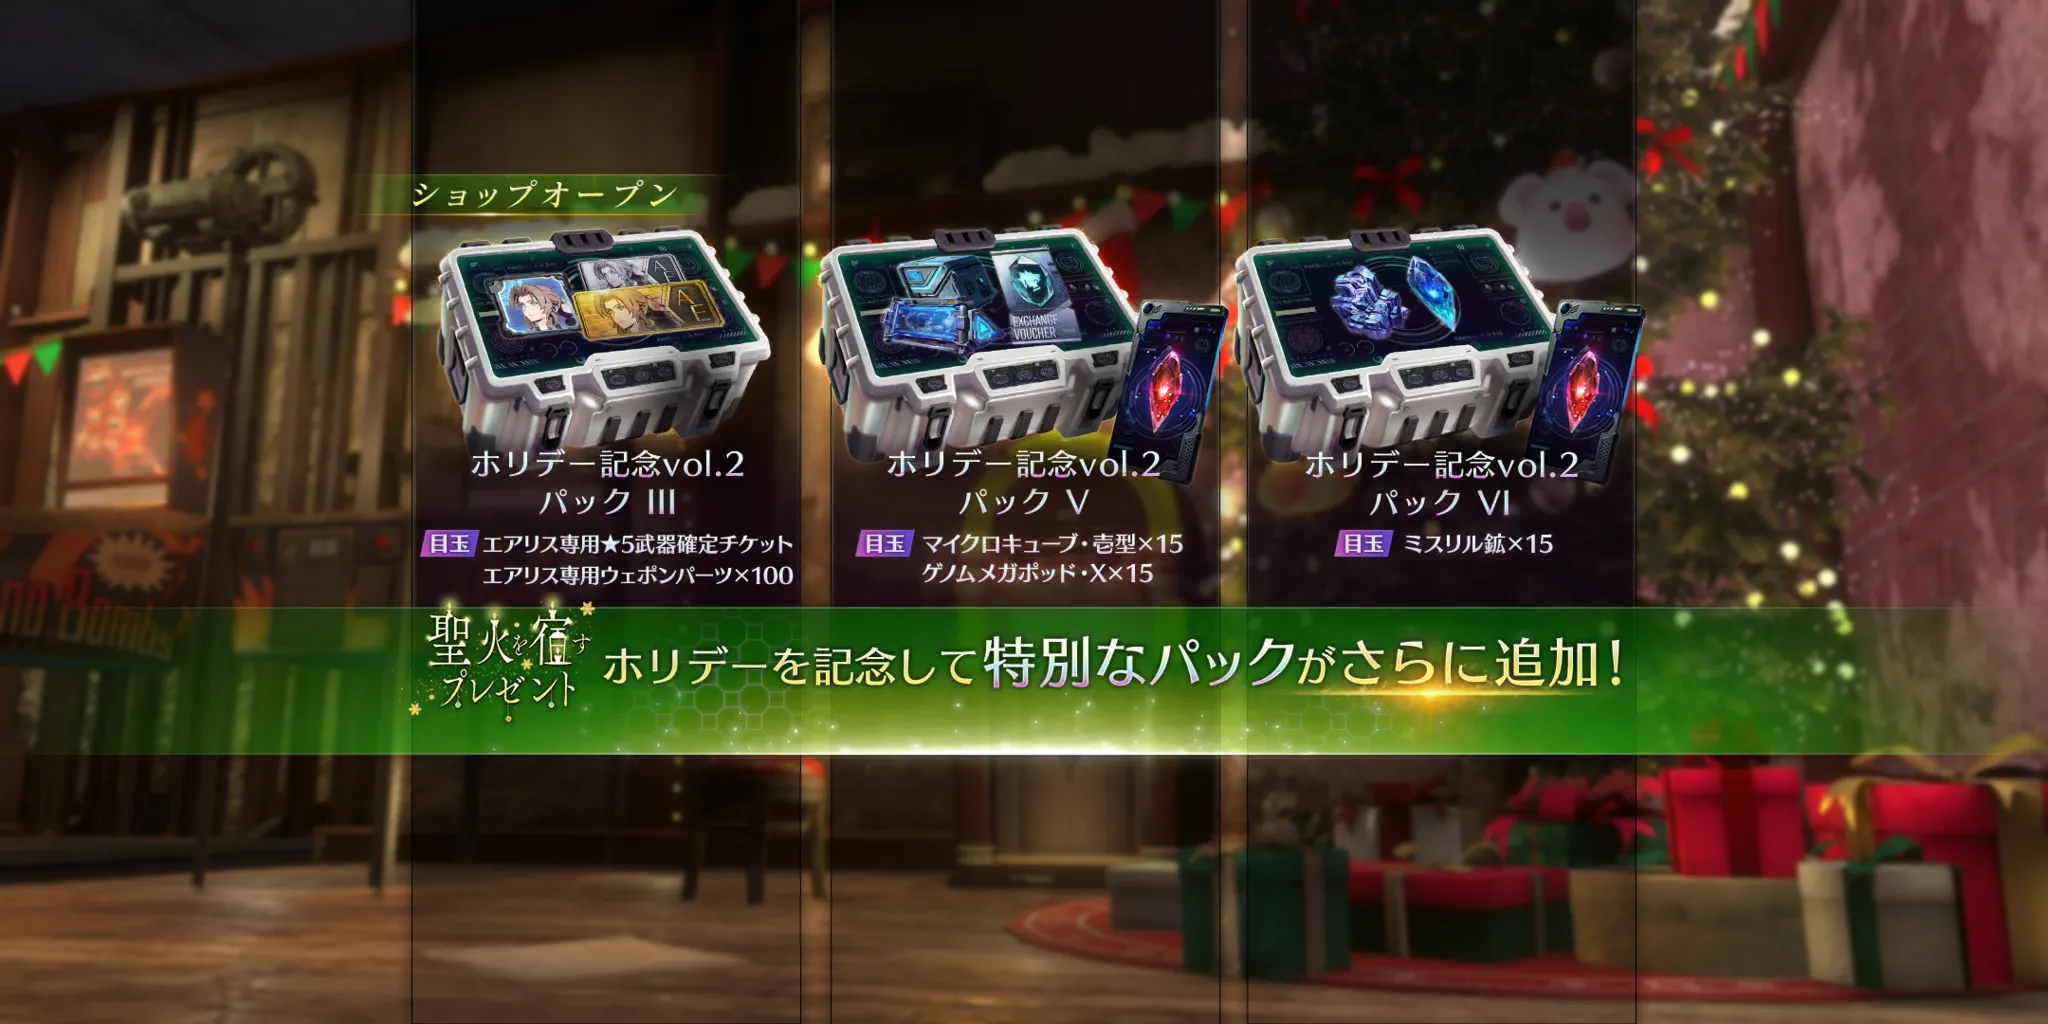 ショップオープン
AE
AE
EXCHANGE
VOUCHER
ホリデー記念vol.2
パック III
目玉 エアリス専用★5武器確定チケット
エアリス専用ウェポンパーツ×100
ホリデー記念vol.2
パック V
目玉 マイクロキューブ・壱型×15
ゲノムメガポッド・X×15
ホリデー記念vol.2
パック VI
目玉 ミスリル鉱×15
聖火を宿す
プレゼント
ホリデーを記念して特別なパックがさらに追加!